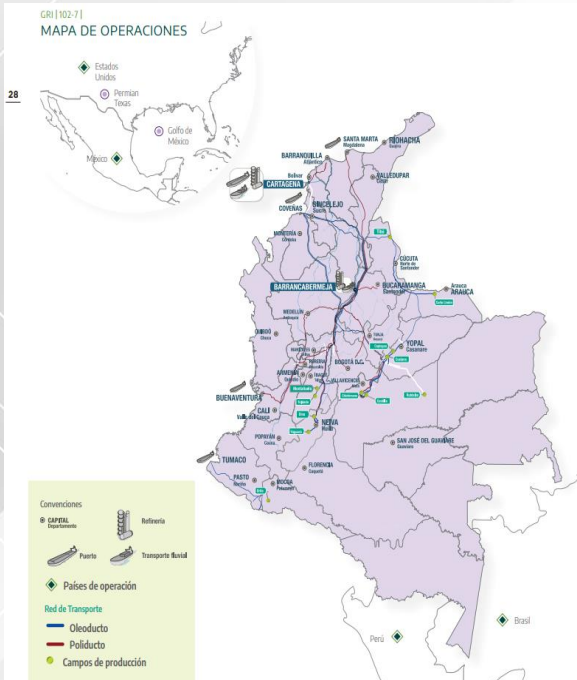 GRI | 102-7 |
MAPA DE OPERACIONES
28
Estados
Unidos
Permian
Texas
Golfo de
México
México
SANTA MARTA
Magdalena
RIOHACHA
BARRANQUILLA
Atlántico
VALLEDUPAR
Bolívar
CARTAGENA
SINCELEJO
Sucre
COVEÑAS
MONTERÍA
Córdoba
CÚCUTA
Norte de
Santander
BARRANCABERMEJA
BUCARAMANGA
Santander
Arauca
ARAUCA
MEDELLÍN
Antioquia
QUIBDÓ
Chocó
TUNJA
YOPAL
Casanare
BOGOTÁ D.C.
ARMENIA
Quindío
VILLAVICENCIO
BUENAVENTURA
CALÍ
Valle del Cauca
NEIVA
Huila
POPAYÁN
Cauca
SAN JOSÉ DEL GUAVIARE
Guaviare
TUMACO
FLORENCIA
Caquetá
PASTO
Nariño
MOCOA
Putumayo
Convenciones
CAPITAL
Departamento
Refinería
Puerto
Transporte fluvial
Países de operación
Red de Transporte
Oleoducto
Poliducto
Campos de producción
Perú
Brasil